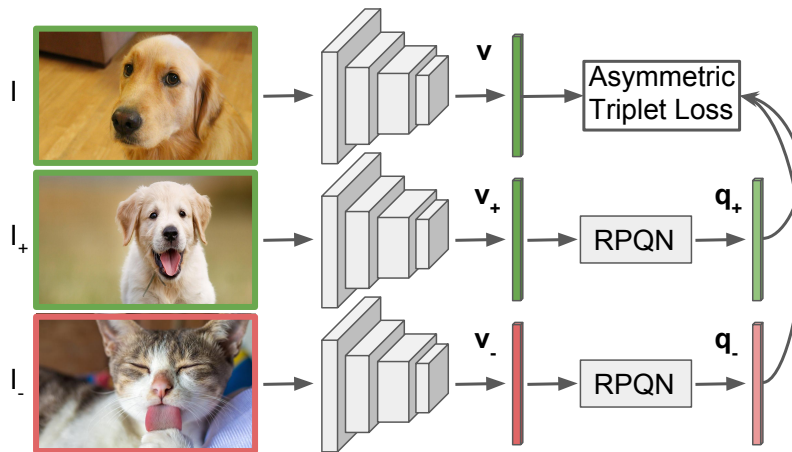 I
v
Asymmetric
Triplet Loss
I+
v+
RPQN
q+
I-
v-
RPQN
q-